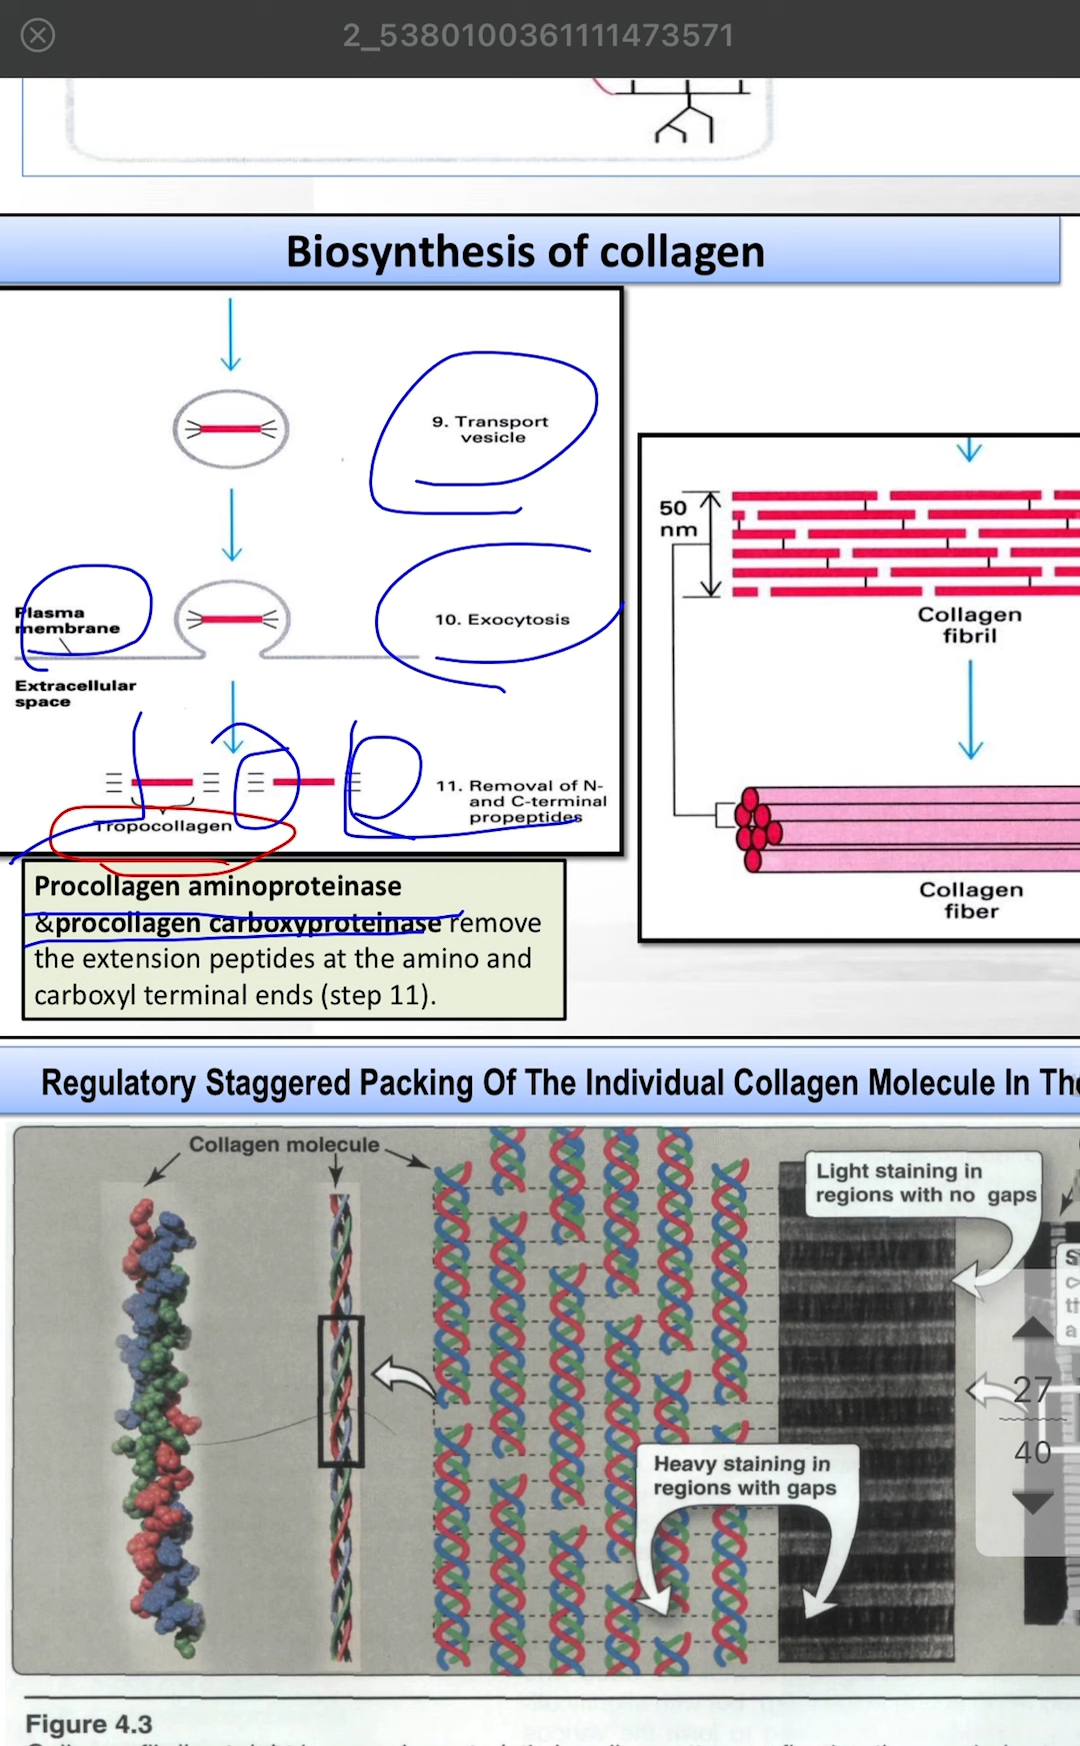 2_5380100361111473571
Biosynthesis of collagen
9. Transport
vesicle
Plasma
membrane
10. Exocytosis
Extracellular
space
11. Removal of N-
and C-terminal
propeptides
Tropocollagen
Procollagen aminoproteinase
&procollagen carboxyproteinase remove
the extension peptides at the amino and
carboxyl terminal ends (step 11).
50
nm
Collagen
fibril
Collagen
fiber
Regulatory Staggered Packing Of The Individual Collagen Molecule In The
Collagen molecule
Light staining in
regions with no gaps
Heavy staining in
regions with gaps
27
40
Figure 4.3